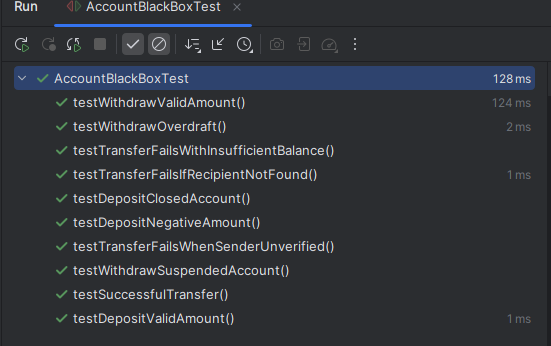 Run AccountBlackBoxTest ×
AccountBlackBoxTest 128 ms
testWithdrawValidAmount() 124 ms
testWithdrawOverdraft() 2 ms
testTransferFailsWithInsufficientBalance()
testTransferFailsIfRecipientNotFound() 1 ms
testDepositClosedAccount()
testDepositNegativeAmount()
testTransferFailsWhenSenderUnverified()
testWithdrawSuspendedAccount()
testSuccessfulTransfer()
testDepositValidAmount() 1 ms